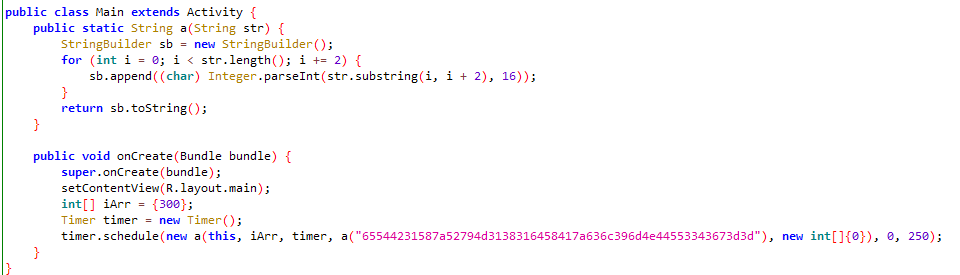 public class Main extends Activity {
    public static String a(String str) {
        StringBuilder sb = new StringBuilder();
        for (int i = 0; i < str.length(); i += 2) {
            sb.append((char) Integer.parseInt(str.substring(i, i + 2), 16));
        }
        return sb.toString();
    }

    public void onCreate(Bundle bundle) {
        super.onCreate(bundle);
        setContentView(R.layout.main);
        int[] iArr = {300};
        Timer timer = new Timer();
        timer.schedule(new a(this, iArr, timer, a("65544231587a52794d3138316458417a636c396d4e44553343673d3d"), new int[]{0}), 0, 250);
    }
}